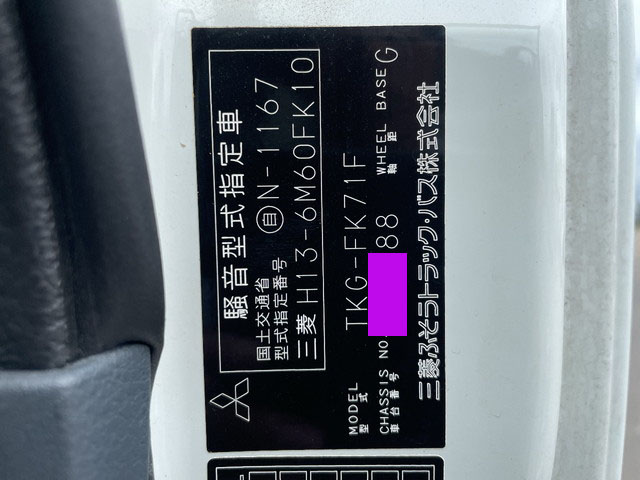 騒音型式指定車
国土交通省
型式指定番号 自 N-1167
三菱 H13-6M60FK10
MODEL 型式 TKG-FK71F
CHASSIS NO. 車台番号 88 WHEEL BASE 軸距 G
三菱ふそうトラック・バス株式会社